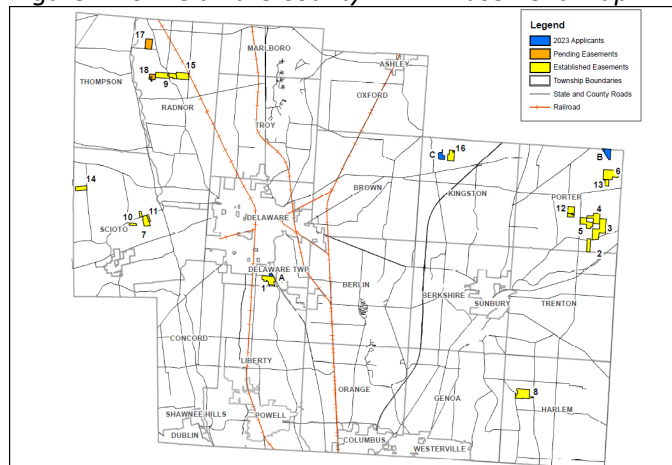 Legend
2023 Applicants
Pending Easements
Established Easements
Township Boundaries
State and County Roads
Railroad
17
MARLBORO
ASHLEY
18
15
THOMPSON
9
OXFORD
RADNOR
TROY
C
16
B
6
14
BROWN
KINGSTON
13
PORTER
10
11
DELAWARE
12
4
SCIOTO
7
5
3
2
DELAWARE TWP
A
1
BERLIN
BERKSHIRE
SUNBURY
TRENTON
CONCORD
LIBERTY
ORANGE
GENOA
8
HARLEM
SHAWNEE HILLS
POWELL
DUBLIN
COLUMBUS
WESTERVILLE